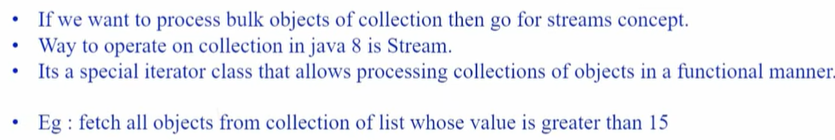 • If we want to process bulk objects of collection then go for streams concept.
• Way to operate on collection in java 8 is Stream.
• Its a special iterator class that allows processing collections of objects in a functional manner.
• Eg : fetch all objects from collection of list whose value is greater than 15